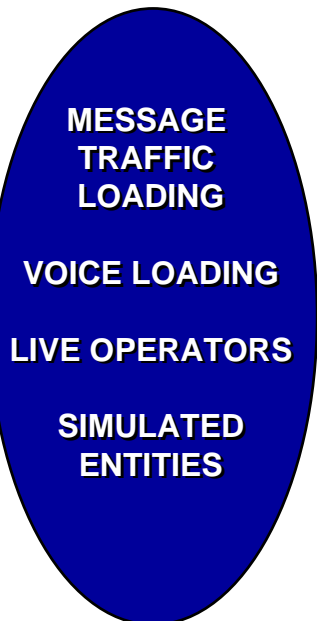 MESSAGE
TRAFFIC
LOADING
VOICE LOADING
LIVE OPERATORS
SIMULATED
ENTITIES